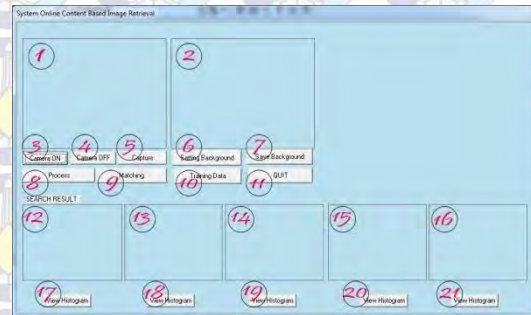 System Online Content Based Image Retrieval
1 2
3 4 5 6 7
Camera ON Camera OFF Capture Setting Background Save Background
8 9 10 11
Process Matching Training Data QUIT
SEARCH RESULT
12 13 14 15 16
17 18 19 20 21
View Histogram View Histogram View Histogram View Histogram View Histogram